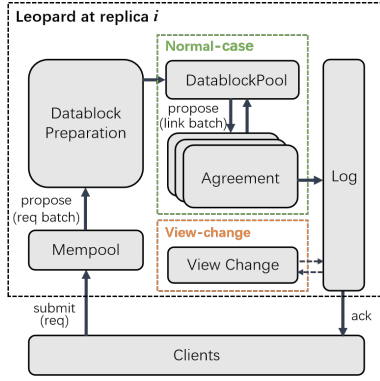 Leopard at replica i
Normal-case
DatablockPool
Datablock
Preparation
propose
(link batch)
Agreement
Log
propose
(req batch)
Mempool
View-change
View Change
submit
(req)
ack
Clients